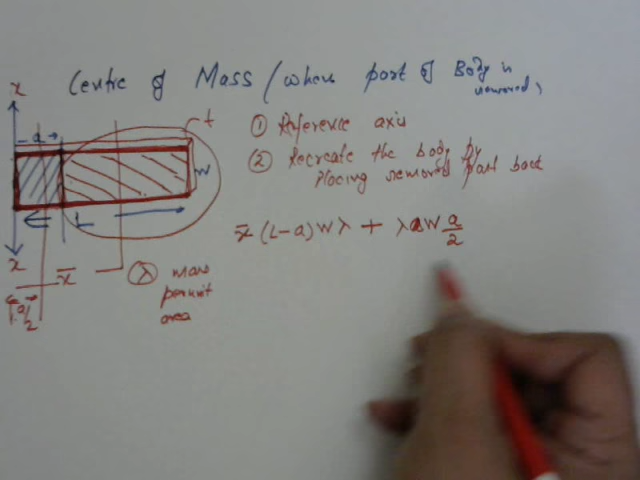 Centre of Mass (when part of Body is
removed)
x
a
t
① Reference axis
w
② Recreate the body by
placing removed part back
L
x̄ (L-a) w λ + λ a w a/2
x
x̄
λ mass
per unit
area
a/2